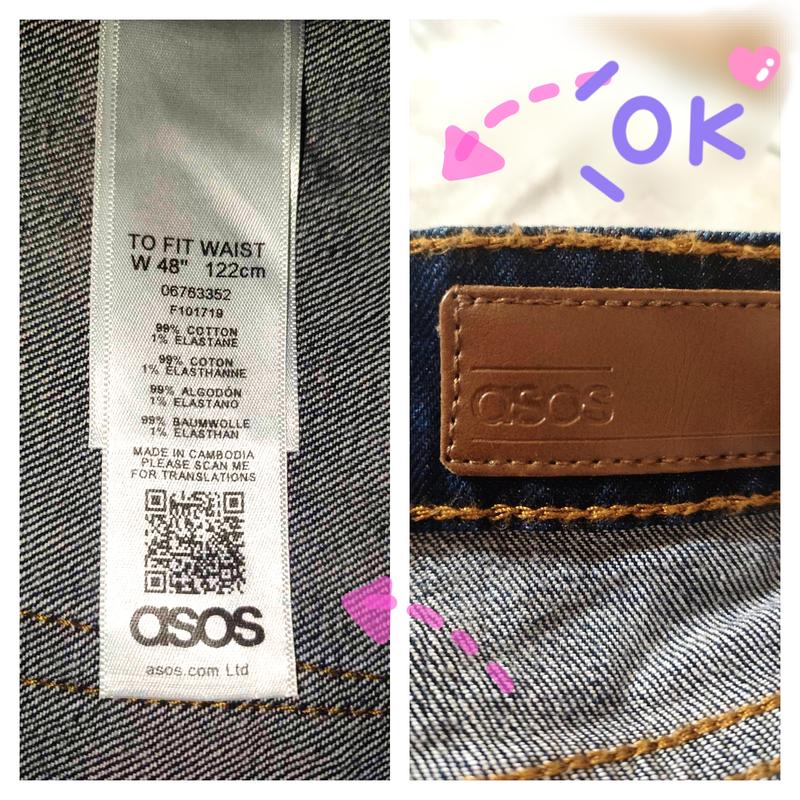 TO FIT WAIST
W 48" 122cm
06763352
F101719
99% COTTON
1% ELASTANE
99% COTON
1% ÉLASTHANNE
99% ALGODÓN
1% ELASTANO
99% BAUMWOLLE
1% ELASTHAN
MADE IN CAMBODIA
PLEASE SCAN ME
FOR TRANSLATIONS
asos
asos.com Ltd
OK
asos